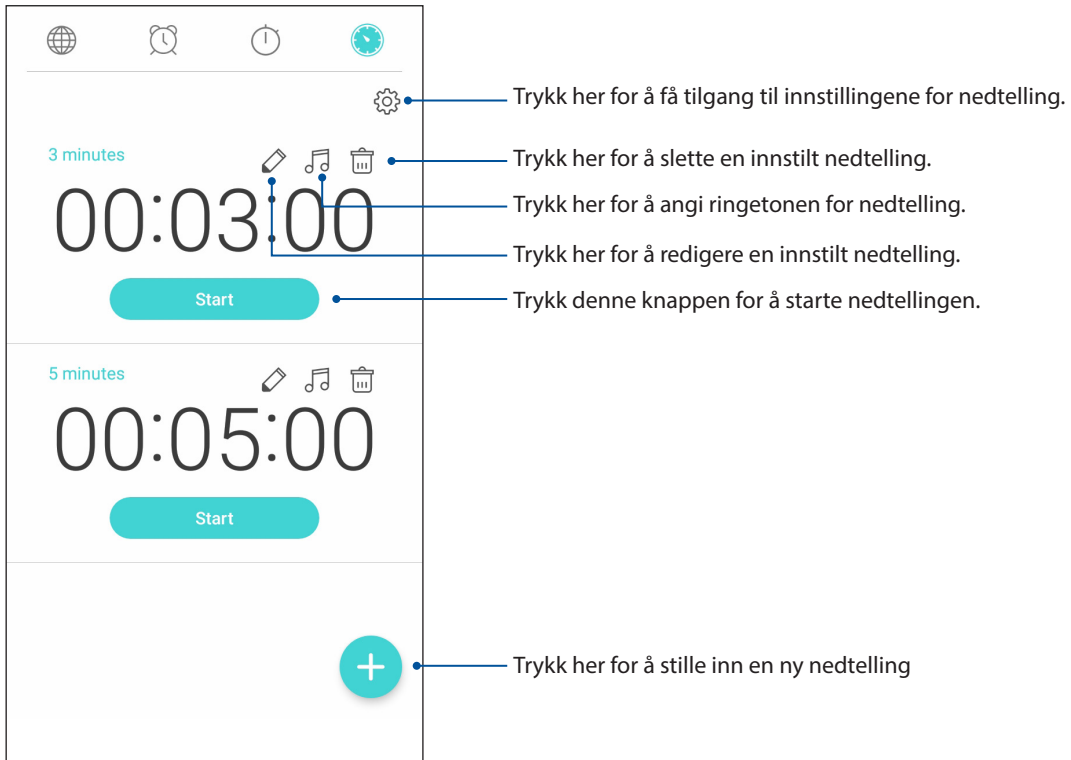 Trykk her for å få tilgang til innstillingene for nedtelling.
3 minutes
Trykk her for å slette en innstilt nedtelling.
00:03:00
Trykk her for å angi ringetonen for nedtelling.
Trykk her for å redigere en innstilt nedtelling.
Start
Trykk denne knappen for å starte nedtellingen.
5 minutes
00:05:00
Start
Trykk her for å stille inn en ny nedtelling